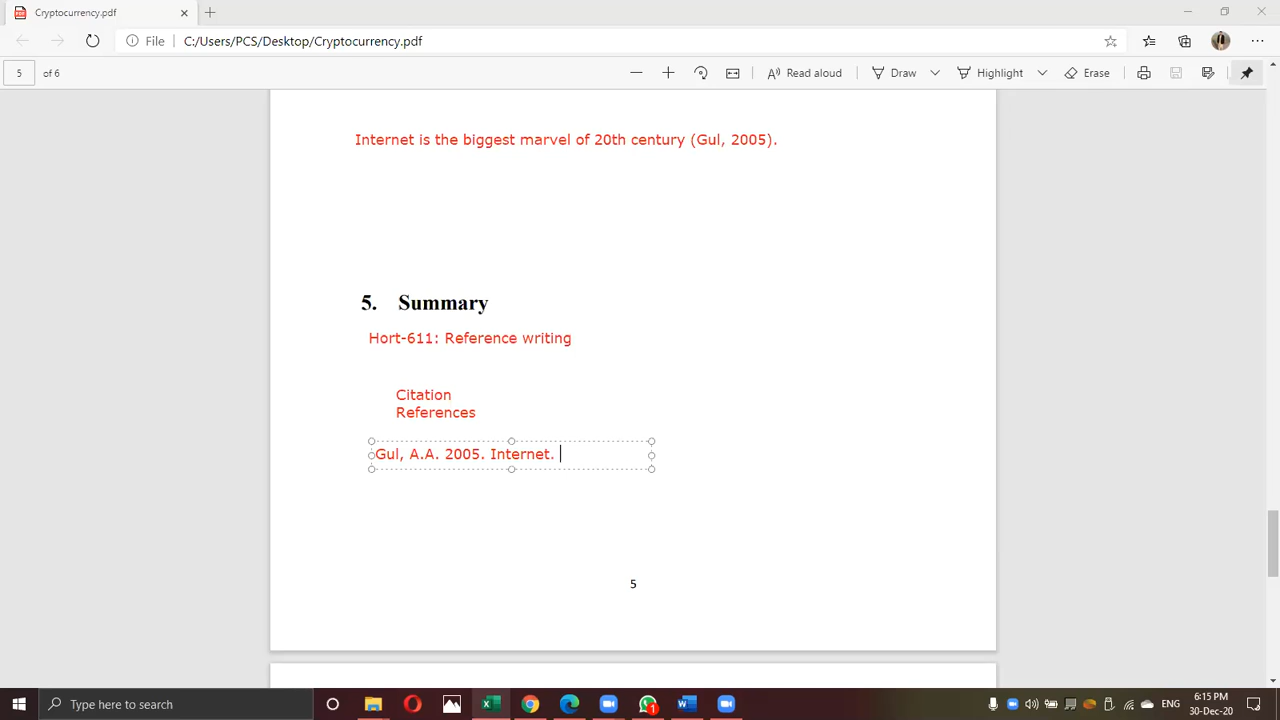 Cryptocurrency.pdf
File C:/Users/PCS/Desktop/Cryptocurrency.pdf
5 of 6 Read aloud Draw Highlight Erase
Internet is the biggest marvel of 20th century (Gul, 2005).
5. Summary
Hort-611: Reference writing
Citation
References
Gul, A.A. 2005. Internet.
5
Type here to search
1
ENG
6:15 PM
30-Dec-20